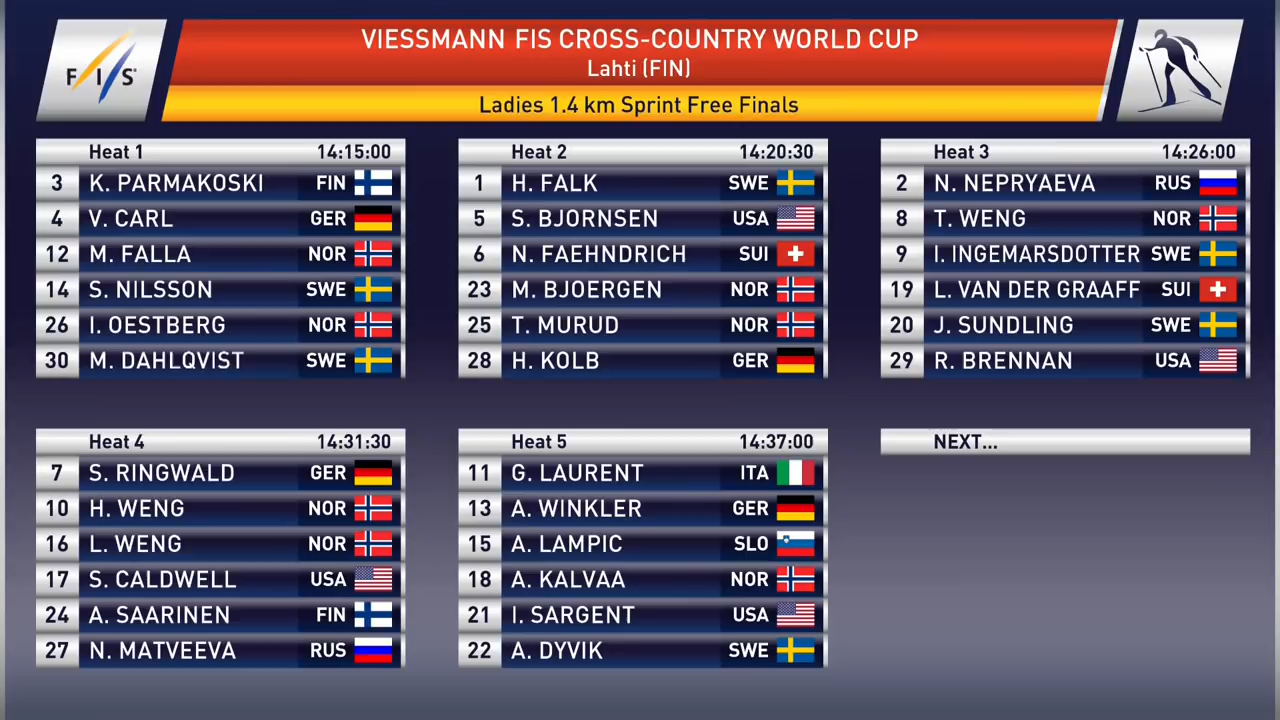 FIS
VIESSMANN FIS CROSS-COUNTRY WORLD CUP
Lahti (FIN)
Ladies 1.4 km Sprint Free Finals
Heat 1 14:15:00
3 K. PARMAKOSKI FIN
4 V. CARL GER
12 M. FALLA NOR
14 S. NILSSON SWE
26 I. OESTBERG NOR
30 M. DAHLQVIST SWE
Heat 2 14:20:30
1 H. FALK SWE
5 S. BJORNSEN USA
6 N. FAEHNDRICH SUI
23 M. BJOERGEN NOR
25 T. MURUD NOR
28 H. KOLB GER
Heat 3 14:26:00
2 N. NEPRYAEVA RUS
8 T. WENG NOR
9 I. INGEMARSDOTTER SWE
19 L. VAN DER GRAAFF SUI
20 J. SUNDLING SWE
29 R. BRENNAN USA
Heat 4 14:31:30
7 S. RINGWALD GER
10 H. WENG NOR
16 L. WENG NOR
17 S. CALDWELL USA
24 A. SAARINEN FIN
27 N. MATVEEVA RUS
Heat 5 14:37:00
11 G. LAURENT ITA
13 A. WINKLER GER
15 A. LAMPIC SLO
18 A. KALVAA NOR
21 I. SARGENT USA
22 A. DYVIK SWE
NEXT...